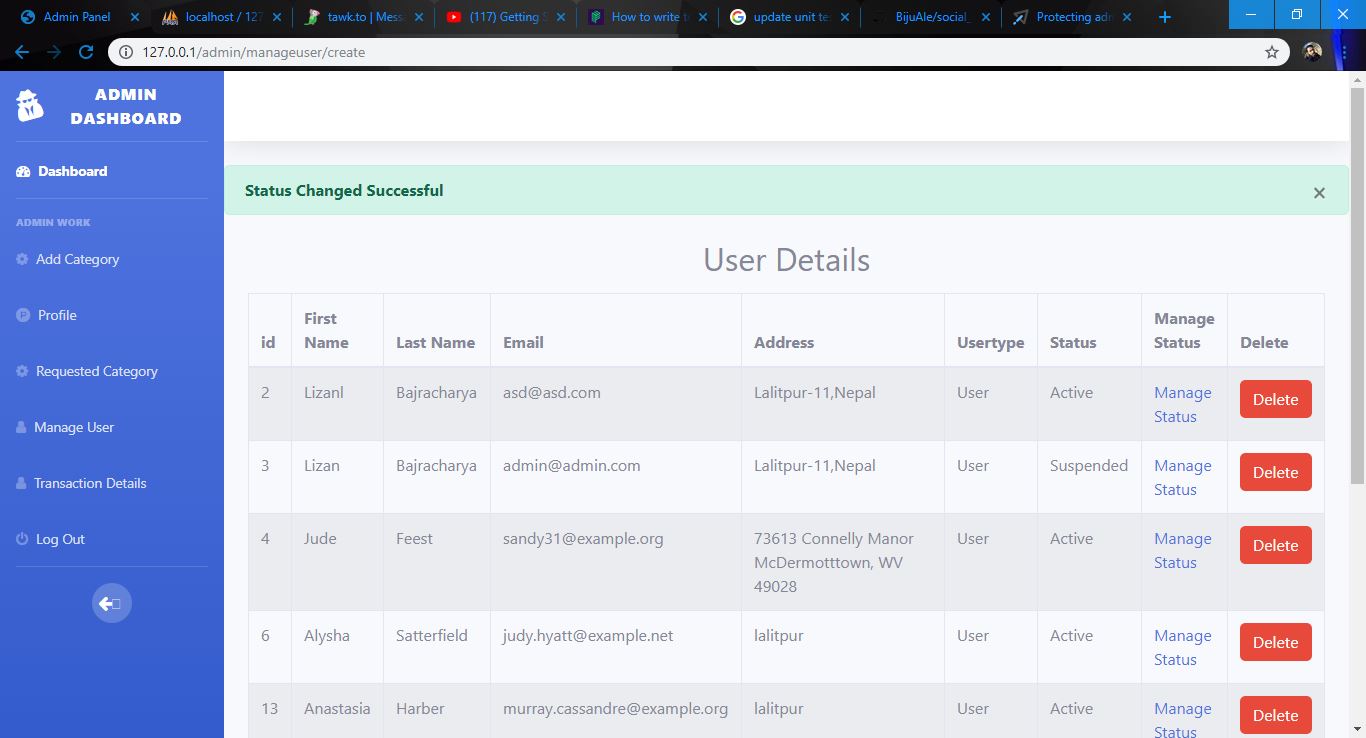 Admin Panel
localhost / 127
tawk.to | Mess
(117) Getting S
How to write t
update unit te
BijuAle/social_
Protecting adm
127.0.0.1/admin/manageuser/create
ADMIN
DASHBOARD
Dashboard
ADMIN WORK
Add Category
Profile
Requested Category
Manage User
Transaction Details
Log Out
Status Changed Successful
×
User Details
id First Name Last Name Email Address Usertype Status Manage Status Delete
2 Lizanl Bajracharya asd@asd.com Lalitpur-11,Nepal User Active Manage Status Delete
3 Lizan Bajracharya admin@admin.com Lalitpur-11,Nepal User Suspended Manage Status Delete
4 Jude Feest sandy31@example.org 73613 Connelly Manor McDermotttown, WV 49028 User Active Manage Status Delete
6 Alysha Satterfield judy.hyatt@example.net lalitpur User Active Manage Status Delete
13 Anastasia Harber murray.cassandre@example.org lalitpur User Active Manage Status Delete